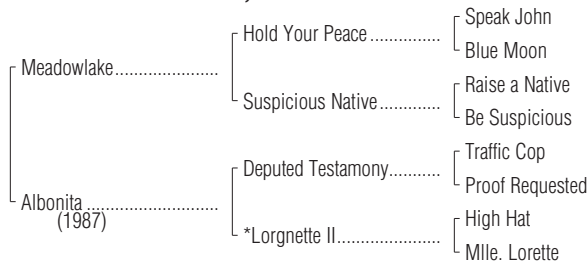 Speak John
Hold Your Peace ...............
Blue Moon
Meadowlake......................
Raise a Native
Suspicious Native .............
Be Suspicious
Traffic Cop
Deputed Testamony...........
Proof Requested
Albonita ............................
(1987)
High Hat
*Lorgnette II......................
Mlle. Lorette